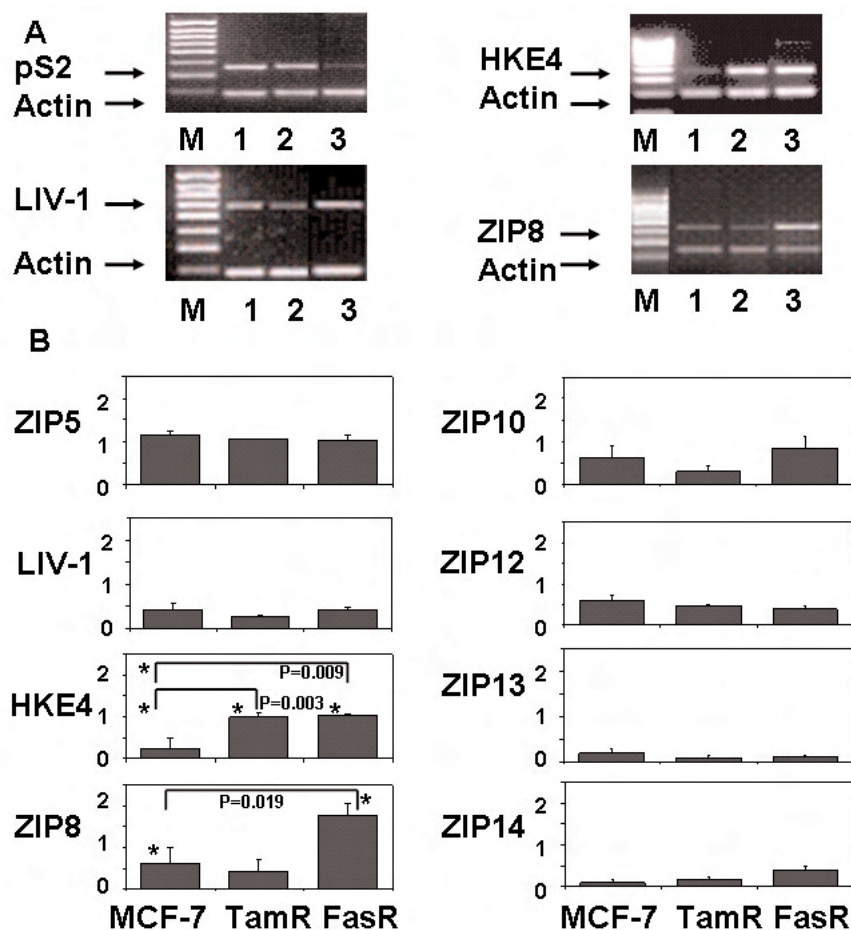 A
pS2
Actin
M 1 2 3
HKE4
Actin
M 1 2 3
LIV-1
Actin
M 1 2 3
ZIP8
Actin
M 1 2 3
B
ZIP5
2
1
0
ZIP10
2
1
0
LIV-1
2
1
0
ZIP12
2
1
0
HKE4
2
1
0
* P=0.009
* * P=0.003 *
ZIP13
2
1
0
ZIP8
2
1
0
P=0.019 *
*
ZIP14
2
1
0
MCF-7 TamR FasR
MCF-7 TamR FasR